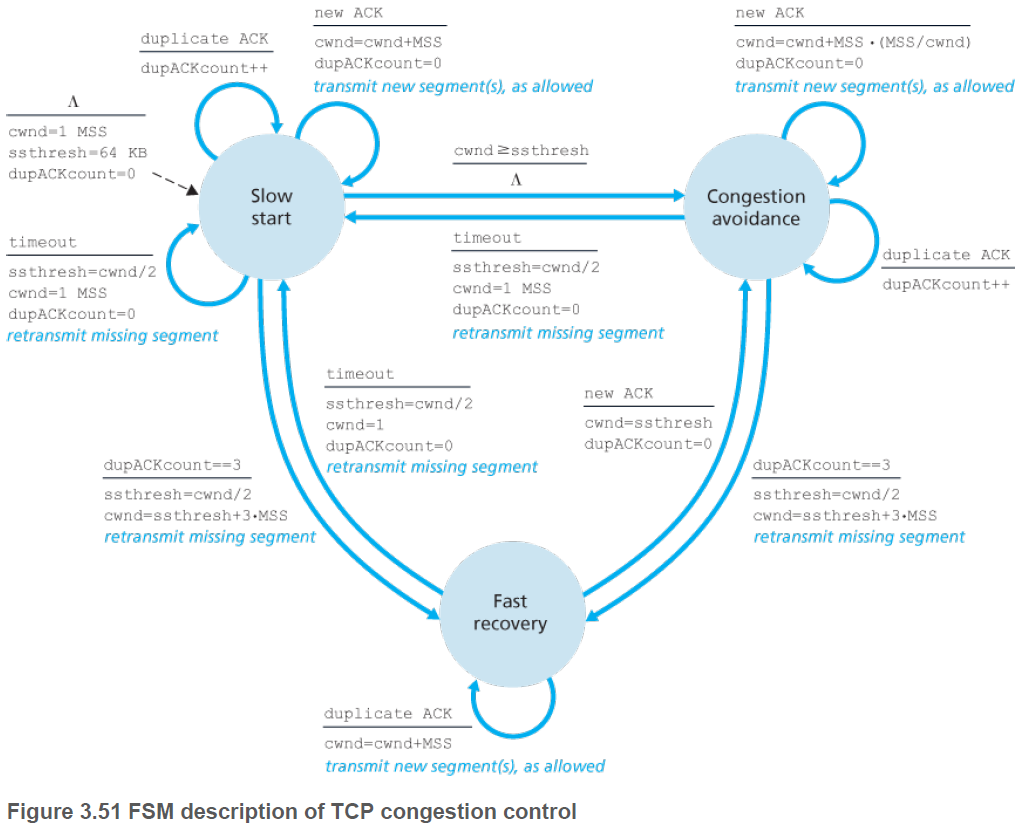 new ACK
cwnd=cwnd+MSS
dupACKcount=0
transmit new segment(s), as allowed
new ACK
cwnd=cwnd+MSS·(MSS/cwnd)
dupACKcount=0
transmit new segment(s), as allowed
duplicate ACK
dupACKcount++
Λ
cwnd=1 MSS
ssthresh=64 KB
dupACKcount=0
Slow
start
cwnd≥ssthresh
Λ
Congestion
avoidance
timeout
ssthresh=cwnd/2
cwnd=1 MSS
dupACKcount=0
retransmit missing segment
timeout
ssthresh=cwnd/2
cwnd=1 MSS
dupACKcount=0
retransmit missing segment
duplicate ACK
dupACKcount++
timeout
ssthresh=cwnd/2
cwnd=1
dupACKcount=0
retransmit missing segment
new ACK
cwnd=ssthresh
dupACKcount=0
dupACKcount==3
ssthresh=cwnd/2
cwnd=ssthresh+3·MSS
retransmit missing segment
dupACKcount==3
ssthresh=cwnd/2
cwnd=ssthresh+3·MSS
retransmit missing segment
Fast
recovery
duplicate ACK
cwnd=cwnd+MSS
transmit new segment(s), as allowed
Figure 3.51 FSM description of TCP congestion control